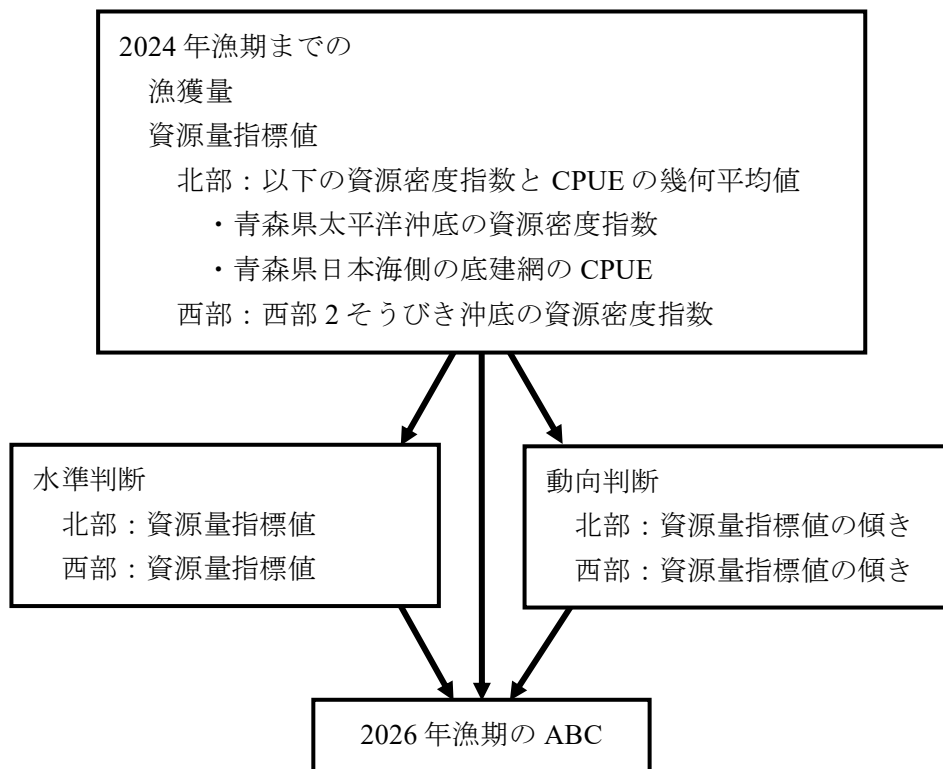 2024 年漁期までの
漁獲量
資源量指標値
北部：以下の資源密度指数と CPUE の幾何平均値
・青森県太平洋沖底の資源密度指数
・青森県日本海側の底建網の CPUE
西部：西部 2 そうびき沖底の資源密度指数
水準判断
北部：資源量指標値
西部：資源量指標値
動向判断
北部：資源量指標値の傾き
西部：資源量指標値の傾き
2026 年漁期の ABC